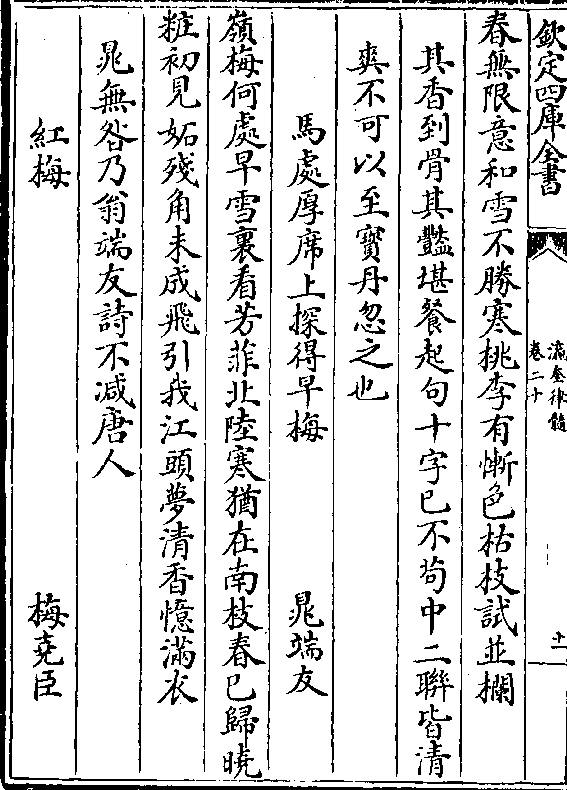 欽定四庫全書
瀛奎律髓
卷二十
十一
春無限意和雪不勝寒桃李有慚色枯枝試並欄
其香到骨其豔堪餐起句十字已不苟中二聯皆清
爽不可以至寳丹忽之也
馬處厚席上探得早梅 晁端友
嶺梅何處早雪裏看芳菲北陸寒猶在南枝春已歸曉
粧初見妬殘角未成飛引我江頭夢清香憶滿衣
晁無咎乃翁端友詩不减唐人
紅梅 梅堯臣